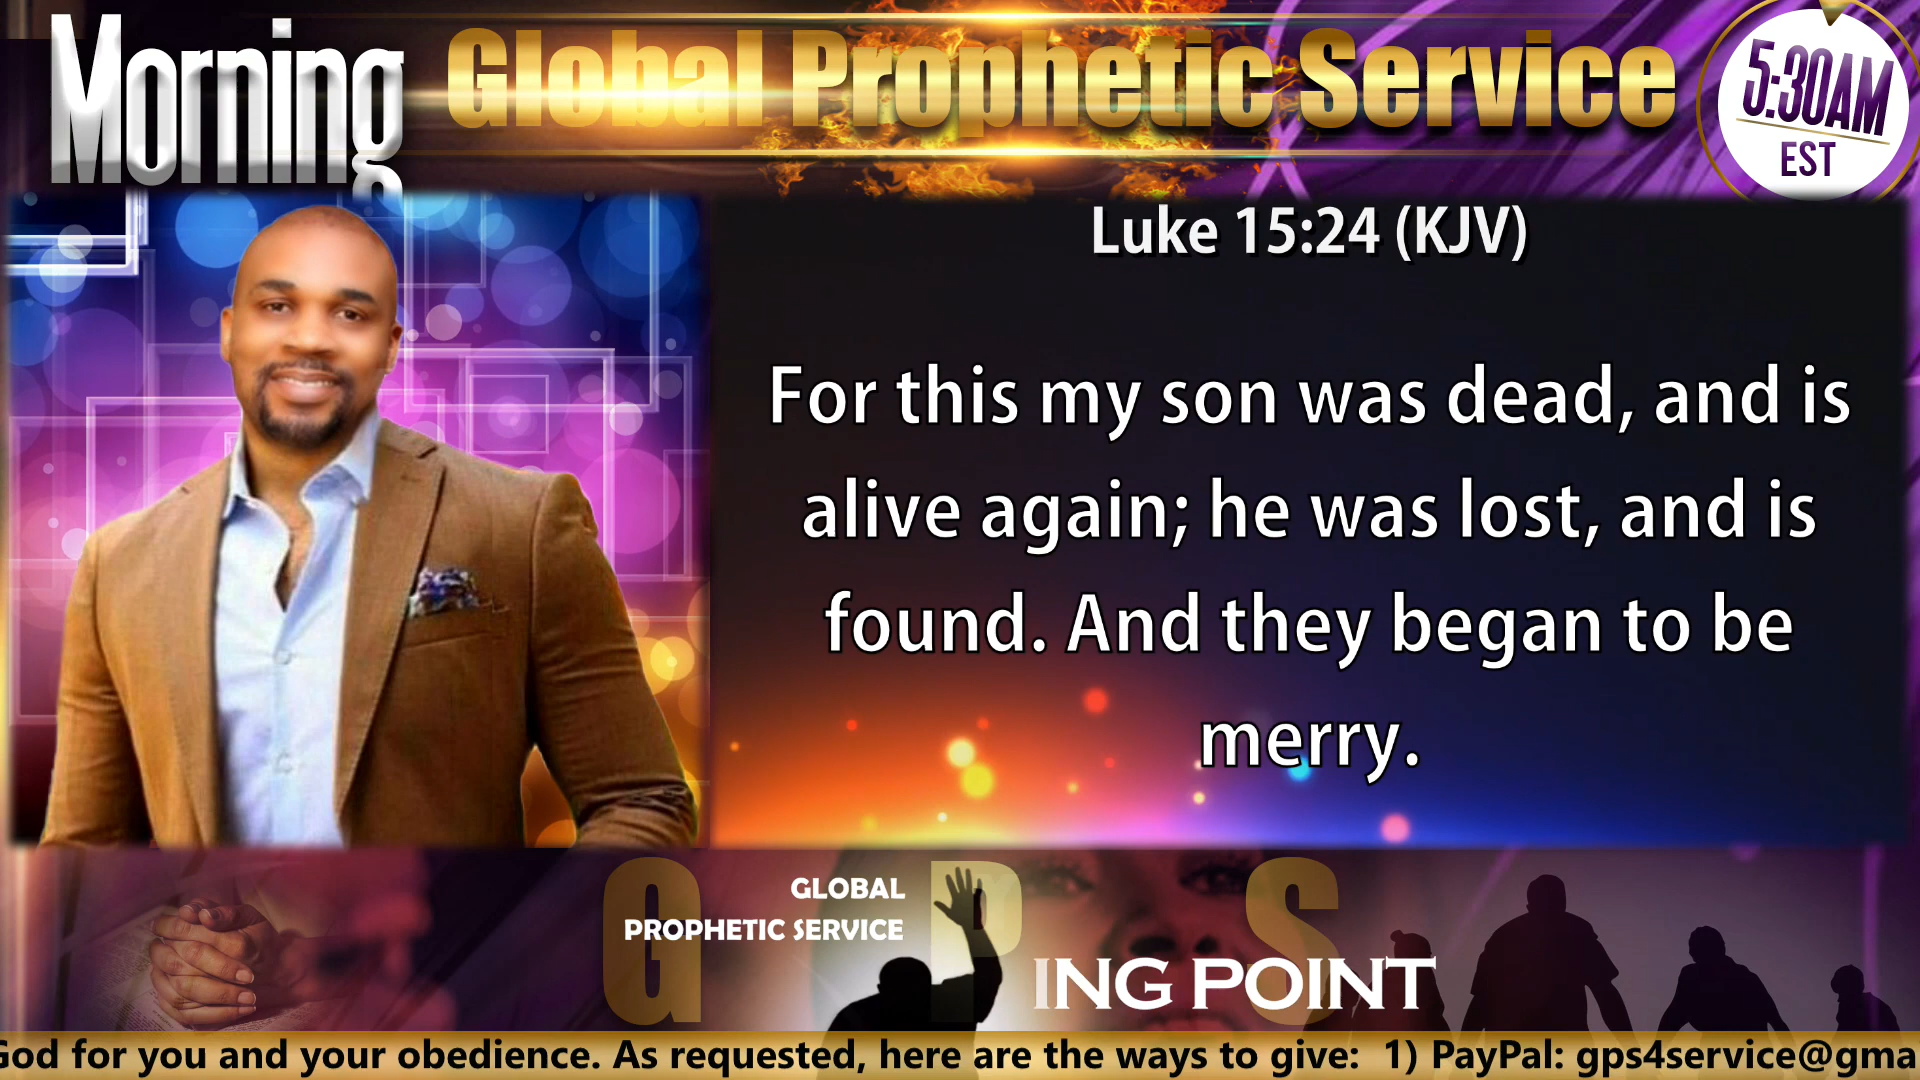 Morning Global Prophetic Service
5:30AM
EST
Luke 15:24 (KJV)
For this my son was dead, and is
alive again; he was lost, and is
found. And they began to be
merry.
G P S
GLOBAL
PROPHETIC SERVICE
ING POINT
God for you and your obedience. As requested, here are the ways to give: 1) PayPal: gps4service@gma